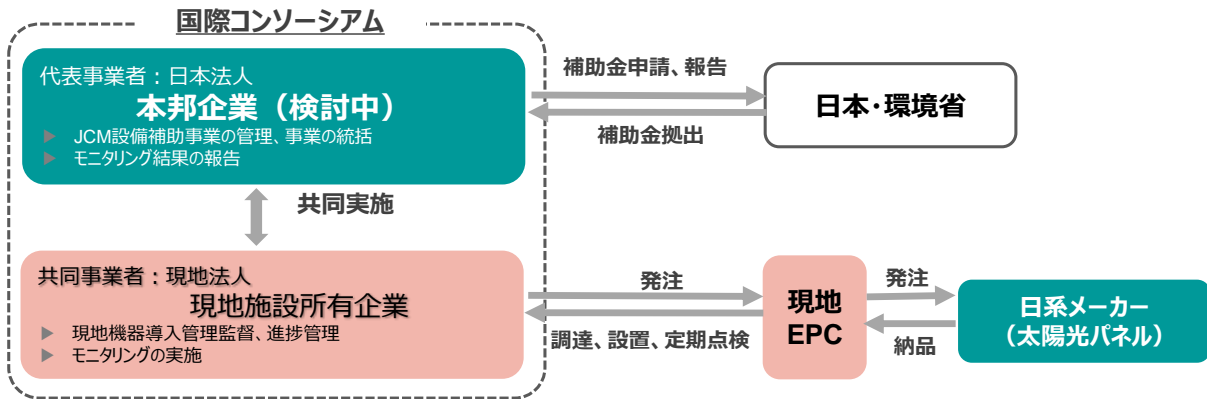 国際コンソーシアム
代表事業者：日本法人
本邦企業（検討中）
▶ JCM設備補助事業の管理、事業の統括
▶ モニタリング結果の報告
補助金申請、報告
補助金拠出
日本・環境省
共同実施
共同事業者：現地法人
現地施設所有企業
▶ 現地機器導入管理監督、進捗管理
▶ モニタリングの実施
発注
調達、設置、定期点検
現地
EPC
発注
納品
日系メーカー
（太陽光パネル）